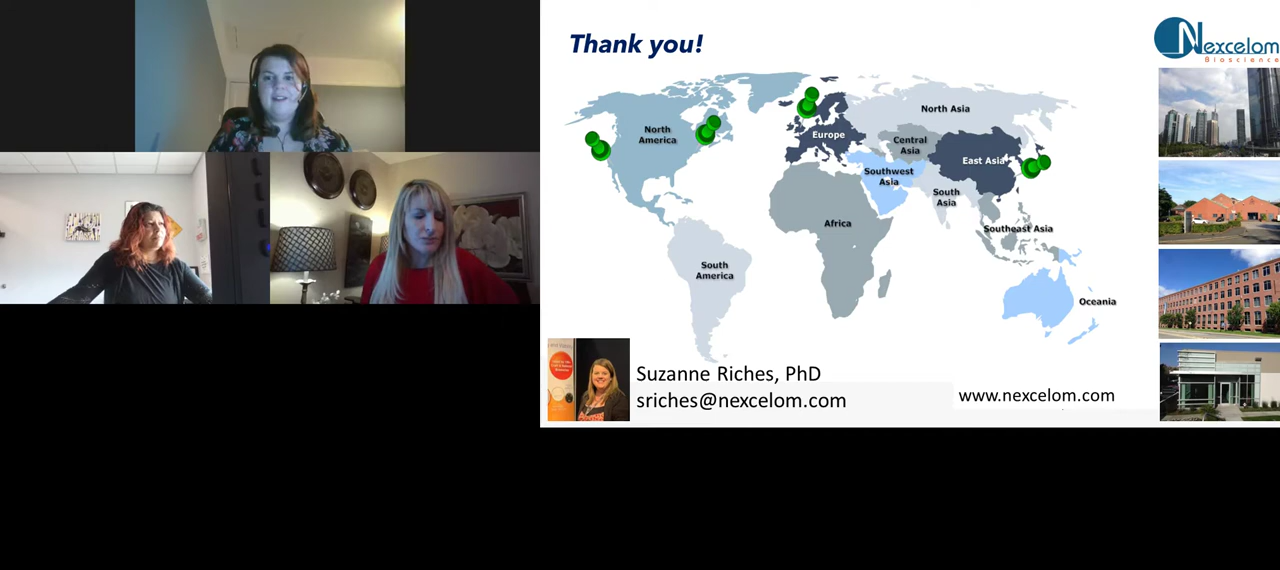 Thank you!
Nexcelom
Bioscience
North Asia
North
America
Europe
Central
Asia
East Asia
Southwest
Asia
South
Asia
Africa
Southeast Asia
South
America
Oceania
Suzanne Riches, PhD
sriches@nexcelom.com
www.nexcelom.com